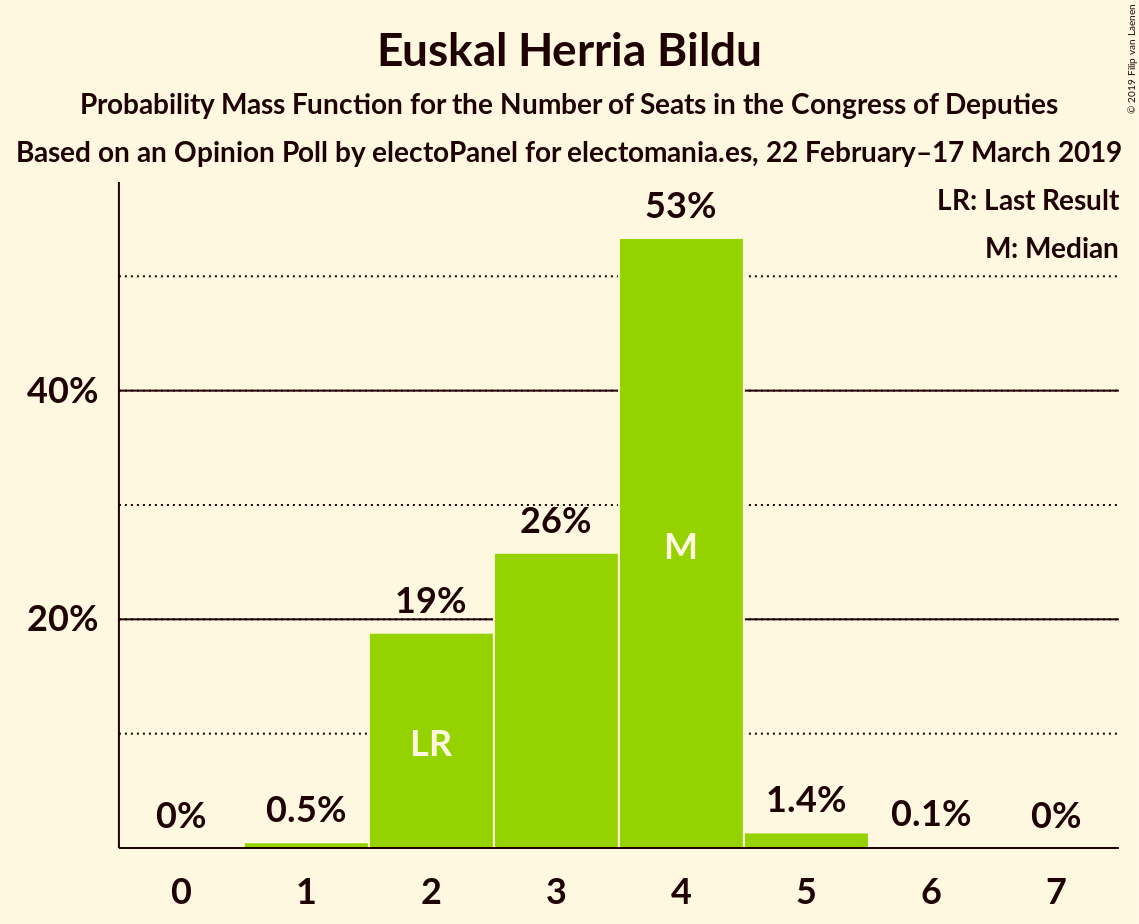 Euskal Herria Bildu
Probability Mass Function for the Number of Seats in the Congress of Deputies
Based on an Opinion Poll by electoPanel for electomania.es, 22 February–17 March 2019
© 2019 Filip van Laenen
LR: Last Result
M: Median
53%
40%
26%
M
20%
19%
LR
0%
0.5%
1.4%
0.1%
0%
0 1 2 3 4 5 6 7